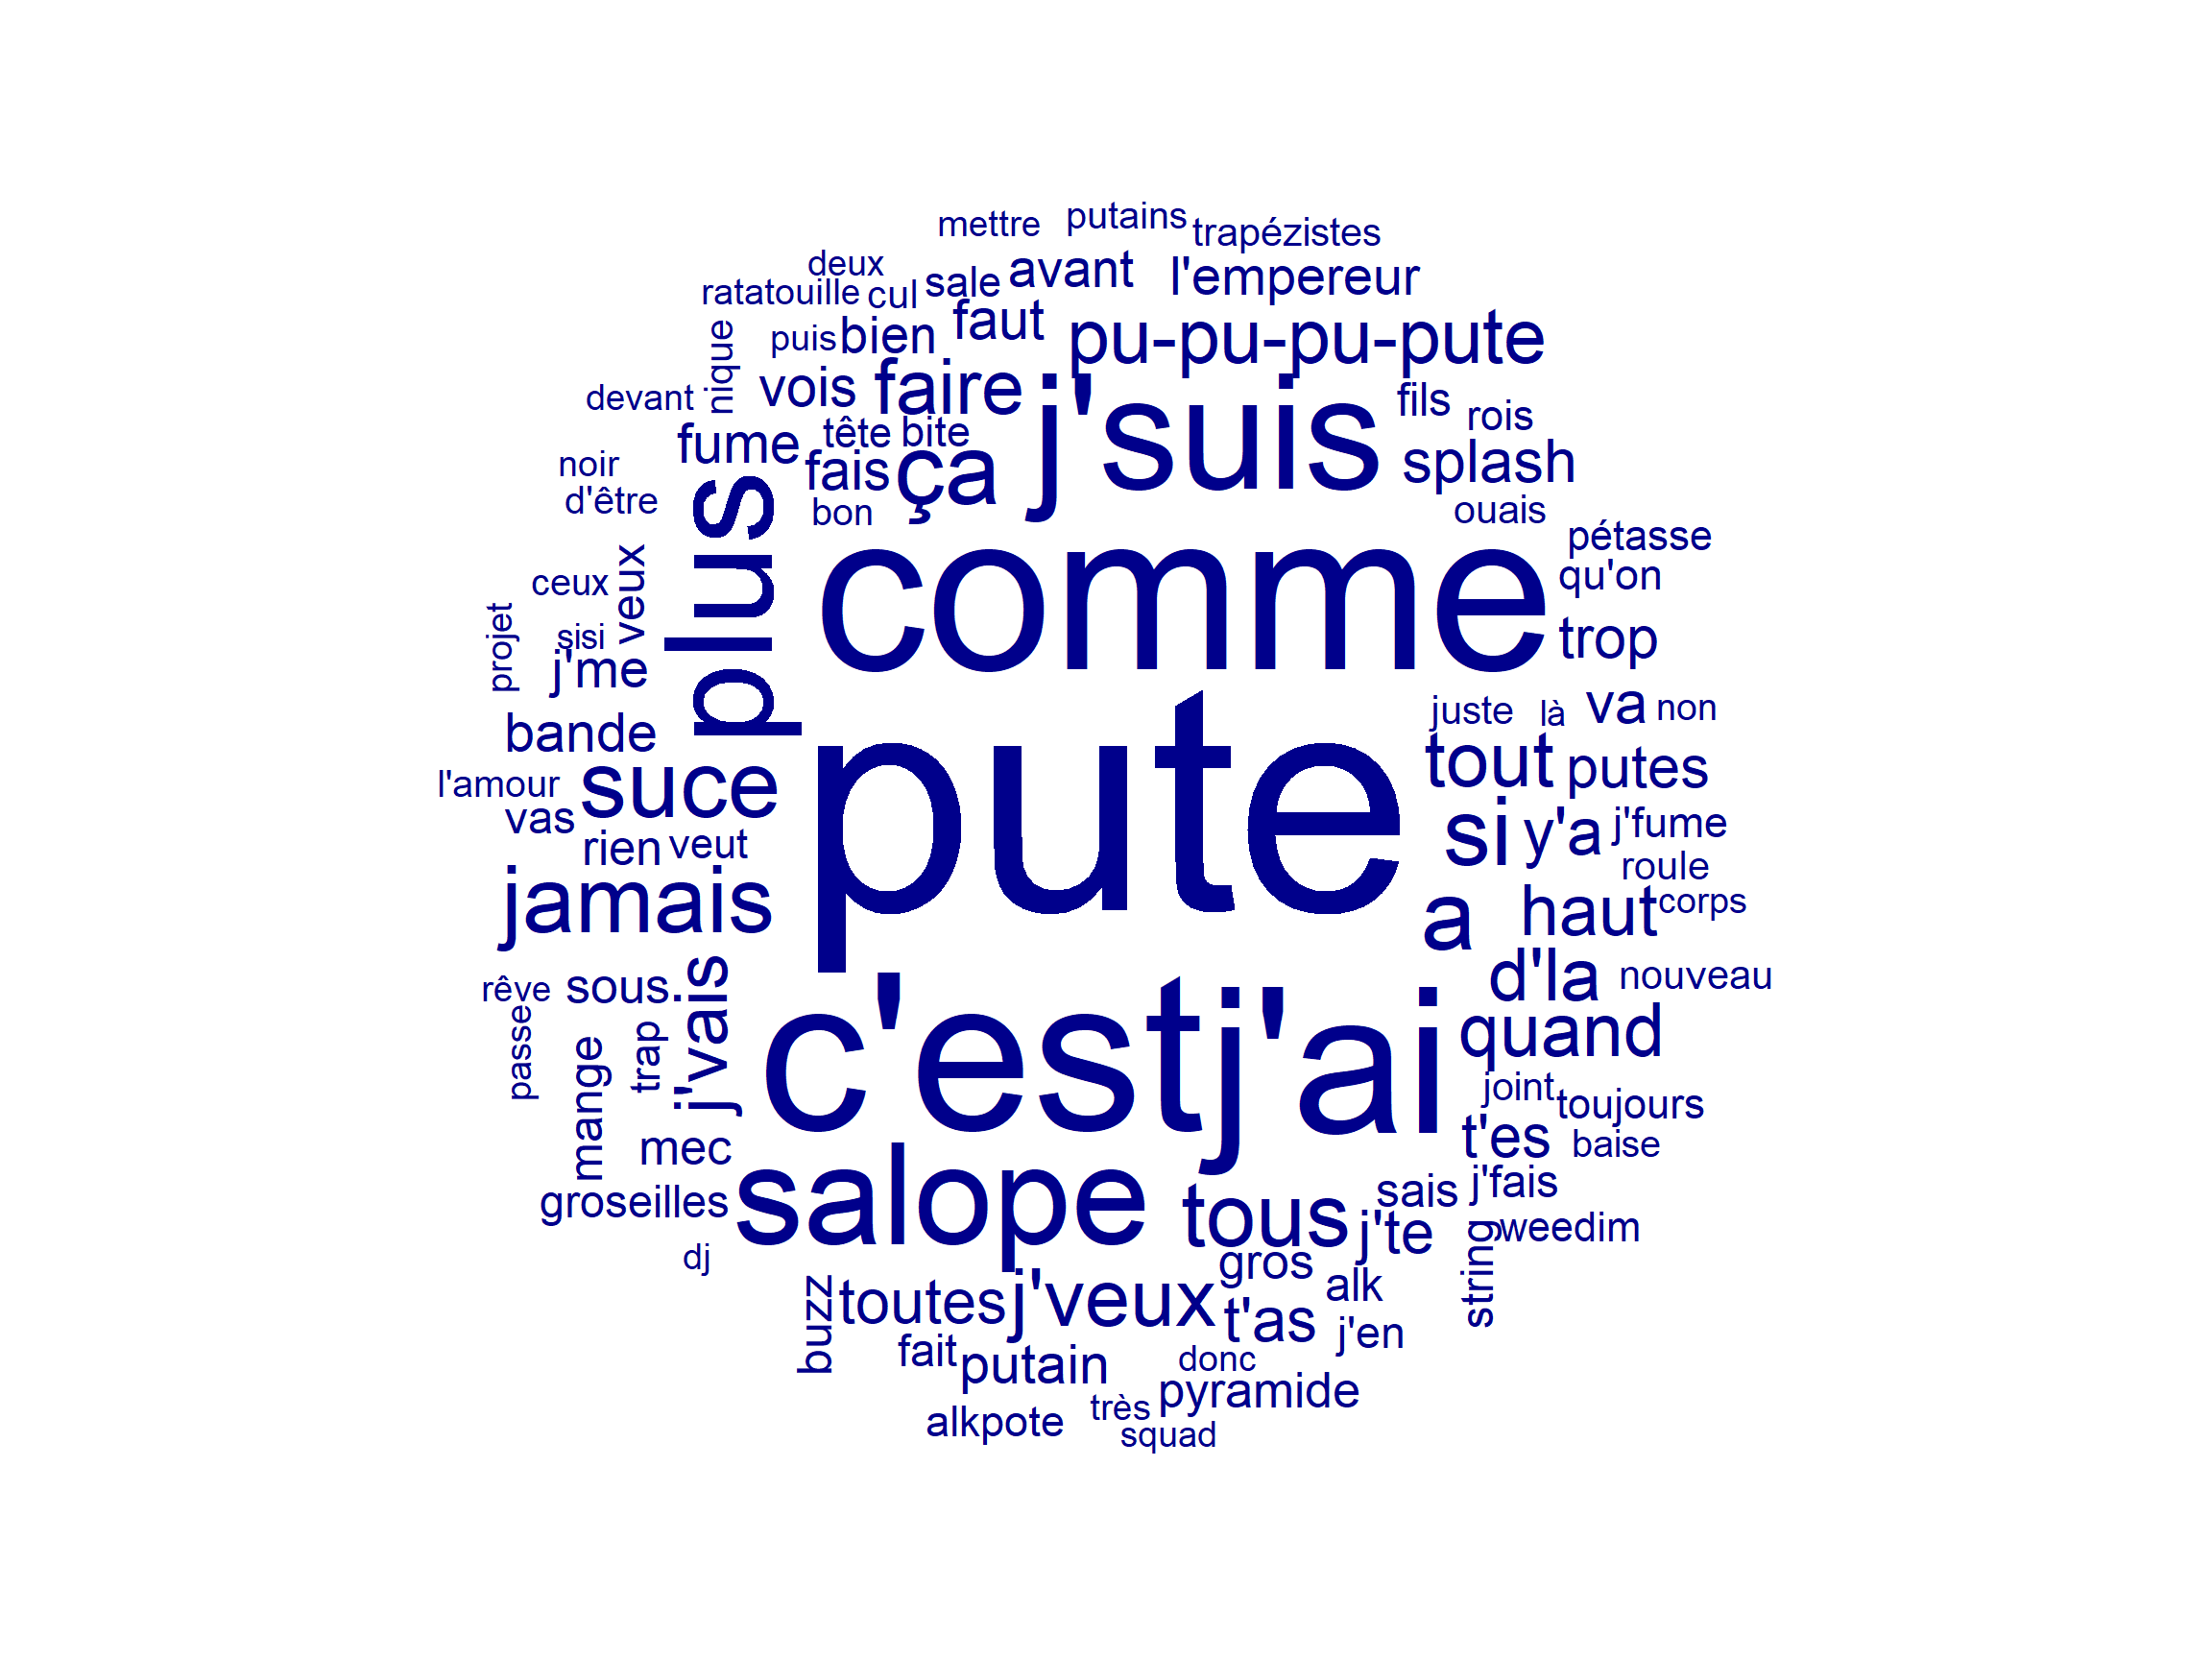 mettre
putains
trapézistes
deux
sale
avant
l'empereur
ratatouille
cul
nique
puis
bien
faut
pu-pu-pu-pute
devant
vois
faire
j'suis
fils
rois
fume
tête
bite
fais
ça
splash
noir
d'être
bon
ouais
plus
comme
pétasse
qu'on
ceux
veux
projet
sisi
j'me
trop
bande
pute
juste
là
va
non
l'amour
suce
tout
putes
vas
rien
veut
si
y'a
j'fume
roule
jamais
a
haut
corps
rêve
sous
j'vais
c'est
j'ai
d'la
nouveau
passe
mange
trap
quand
mec
joint
toujours
t'es
baise
groseilles
salope
tous
sais
j'fais
j'te
string
weedim
dj
gros
buzz
toutes
j'veux
t'as
alk
j'en
fait
putain
donc
pyramide
alkpote
très
squad